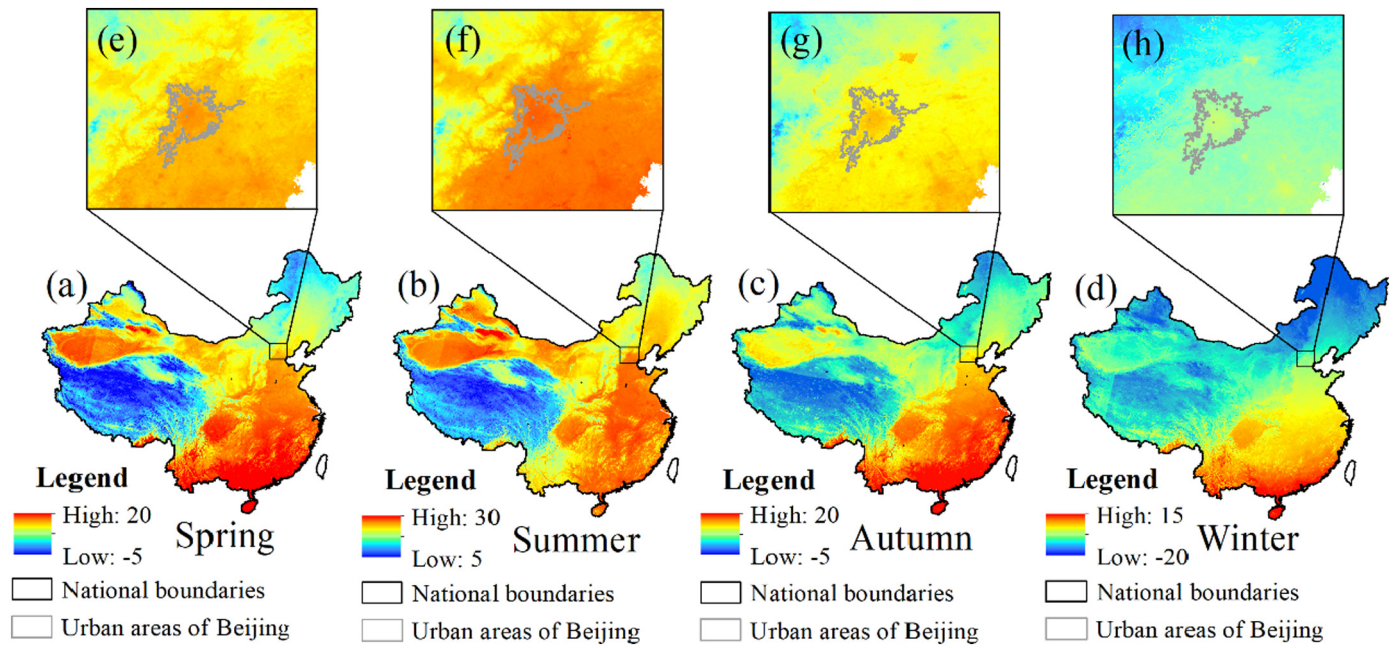 (e)
(f)
(g)
(h)
(a)
(b)
(c)
(d)
Legend
High: 20
Low: -5
Spring
National boundaries
Urban areas of Beijing
Legend
High: 30
Low: 5
Summer
National boundaries
Urban areas of Beijing
Legend
High: 20
Low: -5
Autumn
National boundaries
Urban areas of Beijing
Legend
High: 15
Low: -20
Winter
National boundaries
Urban areas of Beijing